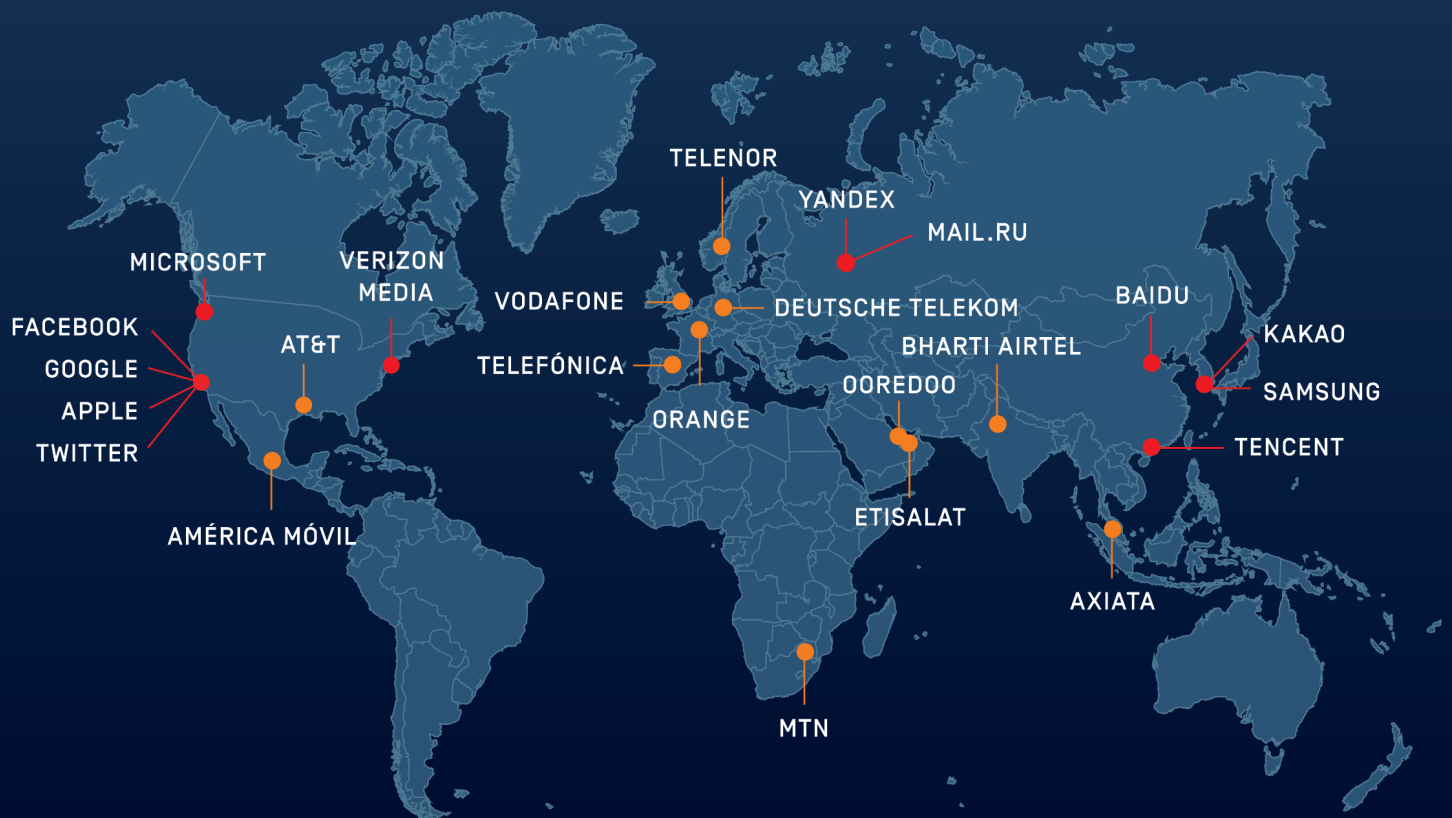 TELENOR
YANDEX
MAIL.RU
MICROSOFT
VERIZON
MEDIA
VODAFONE
DEUTSCHE TELEKOM
BAIDU
FACEBOOK
AT&T
BHARTI AIRTEL
KAKAO
GOOGLE
TELEFÓNICA
OOREDOO
SAMSUNG
APPLE
ORANGE
TWITTER
TENCENT
ETISALAT
AMÉRICA MÓVIL
AXIATA
MTN